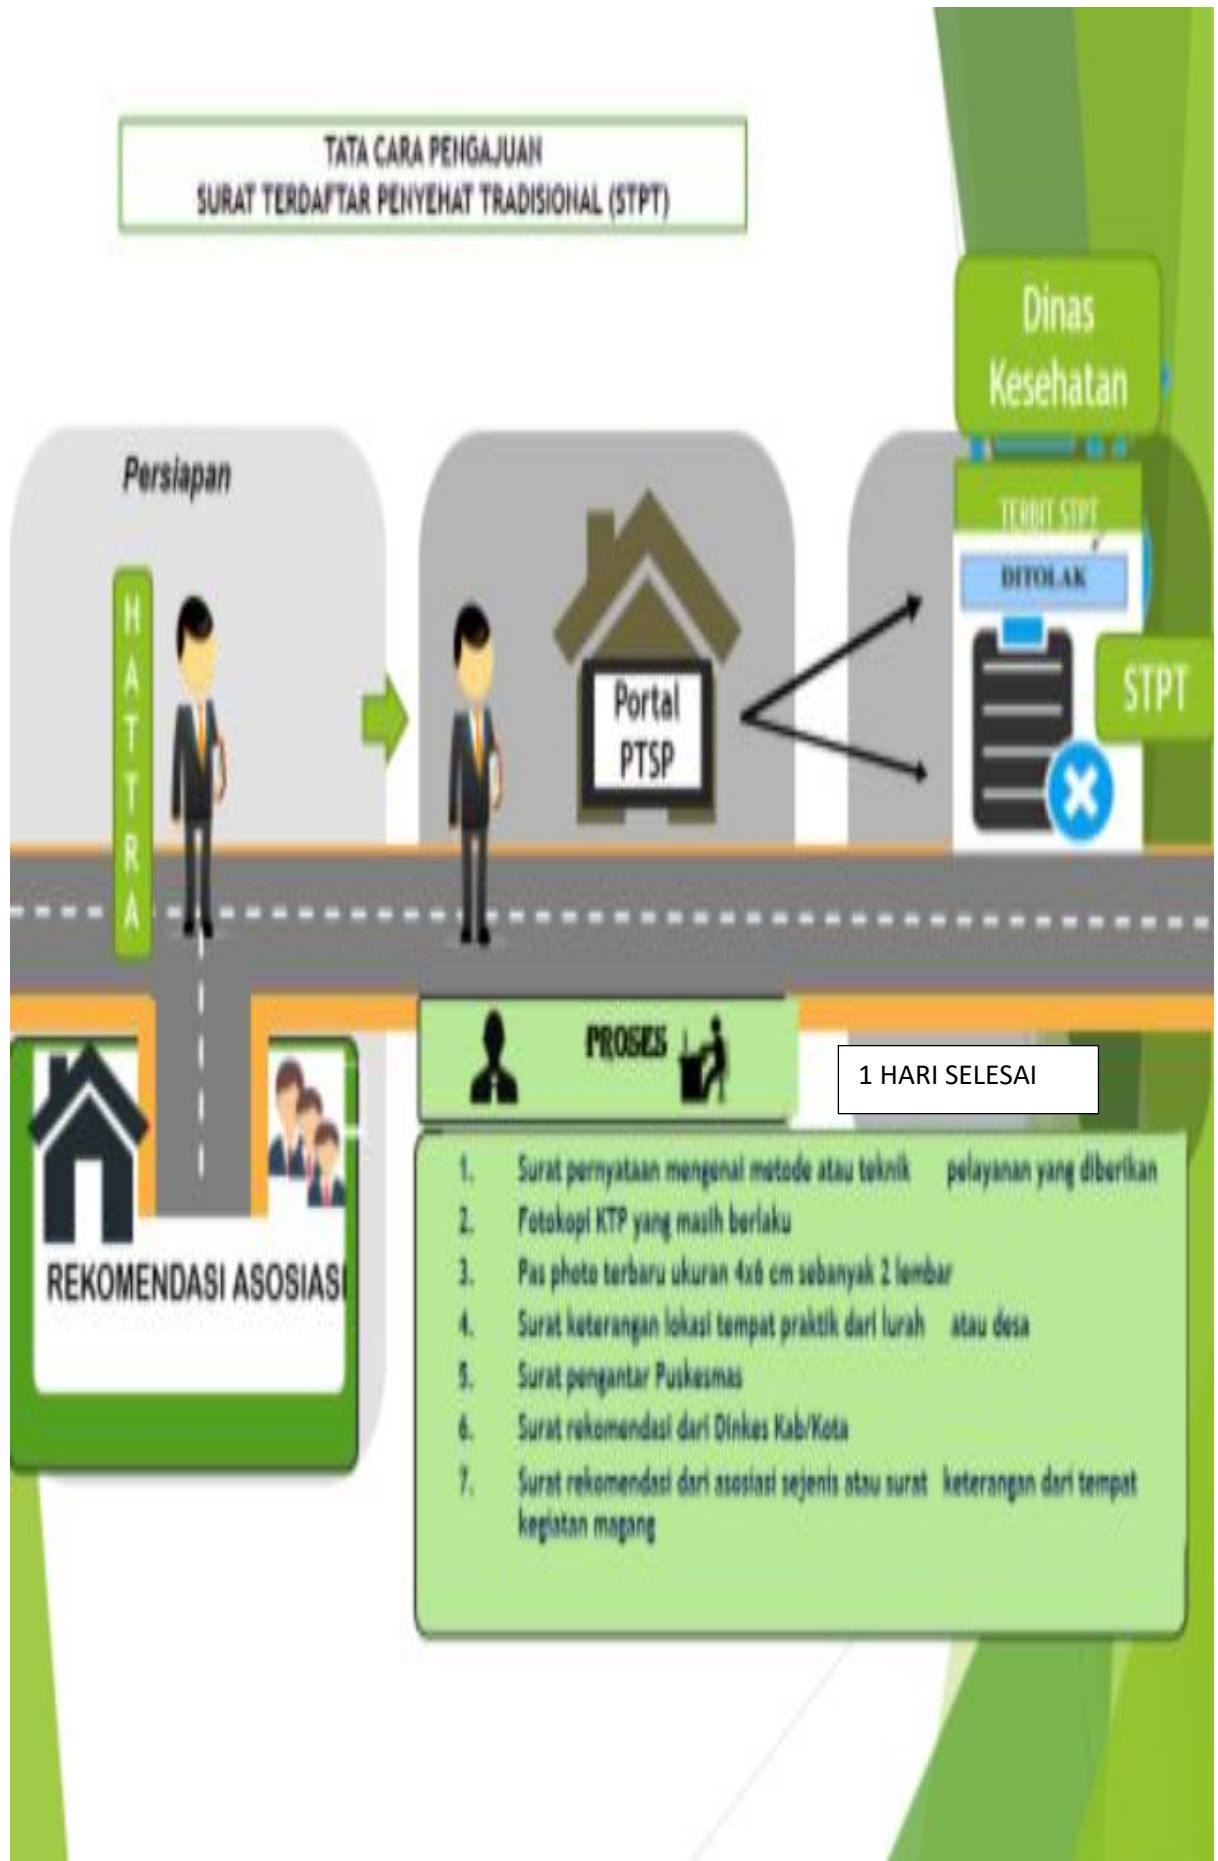 TATA CARA PENGAJUAN
SURAT TERDAFTAR PENYEHAT TRADISIONAL (STPT)
Dinas
Kesehatan
Persiapan
HATTRA
Portal
PTSP
TERBIT STPT
DITOLAK
STPT
REKOMENDASI ASOSIASI
PROSES
1 HARI SELESAI
1. Surat pernyataan mengenai metode atau teknik pelayanan yang diberikan
2. Fotokopi KTP yang masih berlaku
3. Pas photo terbaru ukuran 4x6 cm sebanyak 2 lembar
4. Surat keterangan lokasi tempat praktik dari lurah atau desa
5. Surat pengantar Puskesmas
6. Surat rekomendasi dari Dinkes Kab/Kota
7. Surat rekomendasi dari asosiasi sejenis atau surat keterangan dari tempat
kegiatan magang